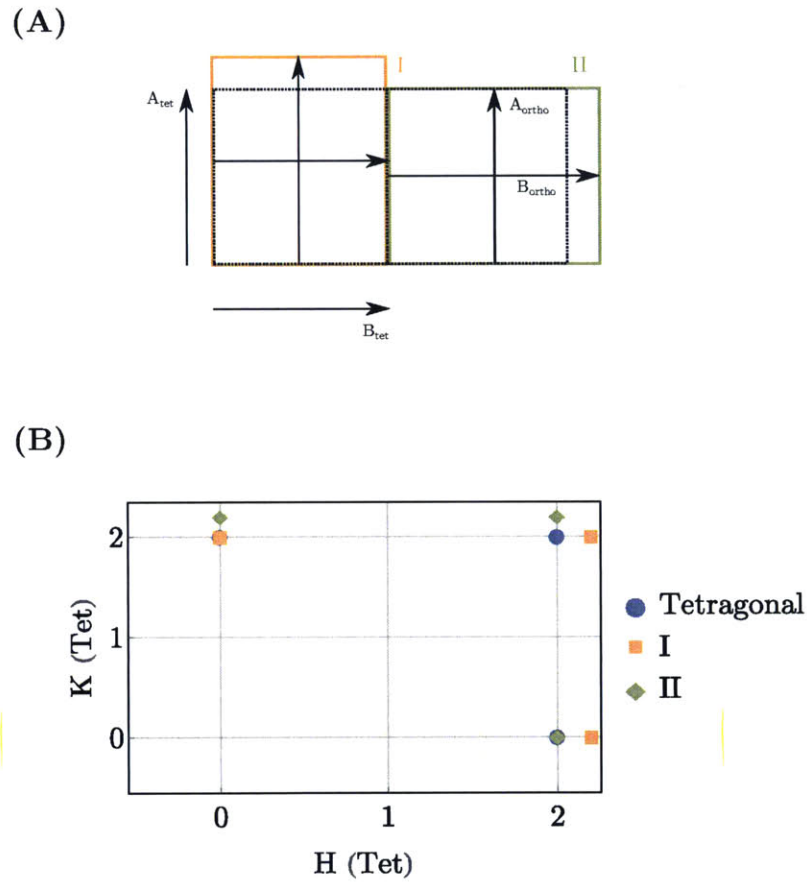 (A)
I II
A_tet A_ortho
B_ortho
B_tet
(B)
2
1
0
K (Tet)
0 1 2
H (Tet)
Tetragonal
I
II